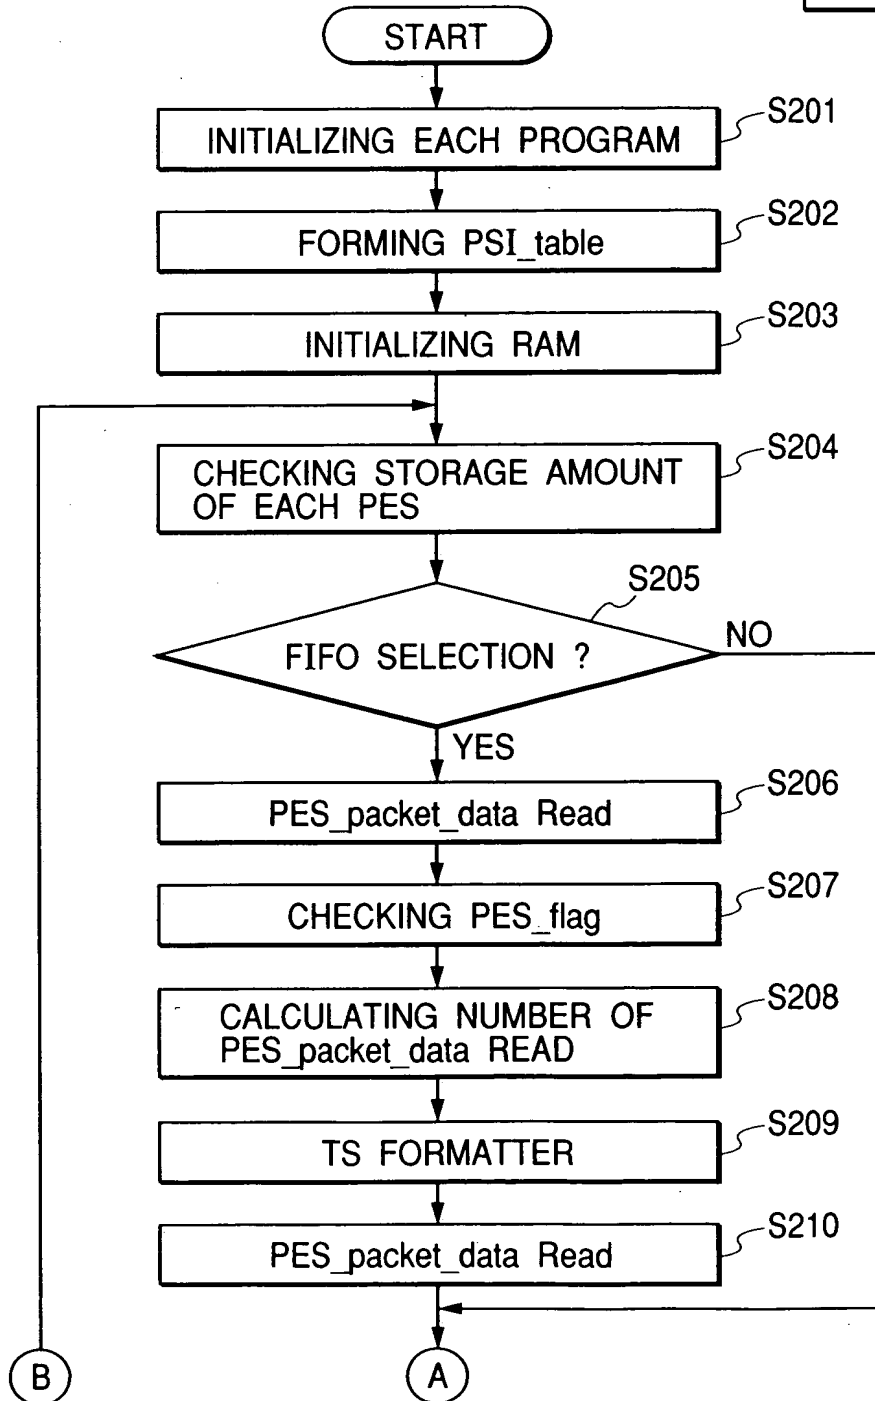 START
S201
INITIALIZING EACH PROGRAM
S202
FORMING PSI_table
S203
INITIALIZING RAM
S204
CHECKING STORAGE AMOUNT
OF EACH PES
S205
FIFO SELECTION ?
NO
YES
S206
PES_packet_data Read
S207
CHECKING PES_flag
S208
CALCULATING NUMBER OF
PES_packet_data READ
S209
TS FORMATTER
S210
PES_packet_data Read
B
A